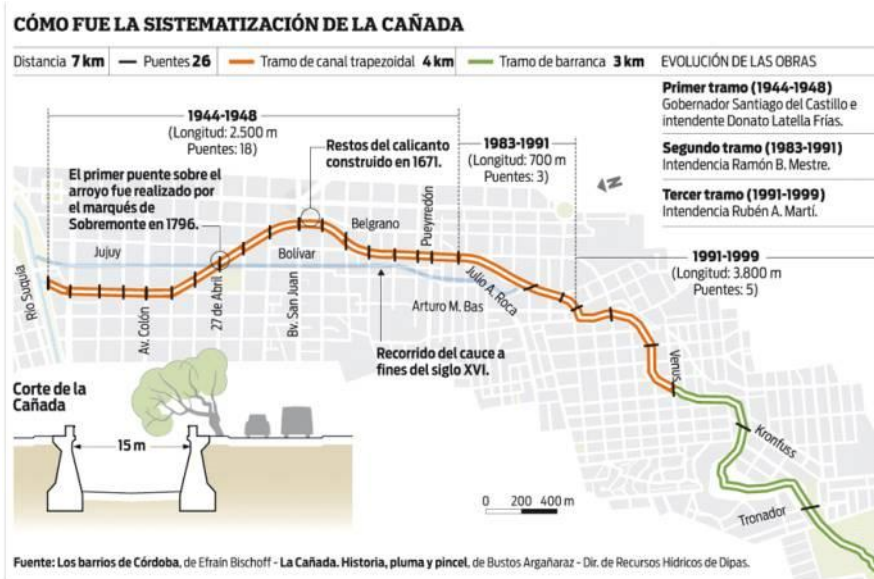 CÓMO FUE LA SISTEMATIZACIÓN DE LA CAÑADA
Distancia 7 km
Puentes 26
Tramo de canal trapezoidal 4 km
Tramo de barranca 3 km
EVOLUCIÓN DE LAS OBRAS
Primer tramo (1944-1948)
Gobernador Santiago del Castillo e
intendente Donato Latella Frías.
Segundo tramo (1983-1991)
Intendencia Ramón B. Mestre.
Tercer tramo (1991-1999)
Intendencia Rubén A. Martí.
1944-1948
(Longitud: 2.500 m
Puentes: 18)
Restos del calicanto
construido en 1671.
1983-1991
(Longitud: 700 m
Puentes: 3)
El primer puente sobre el
arroyo fue realizado por
el marqués de
Sobremonte en 1796.
N
1991-1999
(Longitud: 3.800 m
Puentes: 5)
Río Suquía
Jujuy
Av. Colón
27 de Abril
Bolívar
Bv. San Juan
Belgrano
Pueyrredón
Julio A. Roca
Arturo M. Bas
Recorrido del cauce a
fines del siglo XVI.
Venus
Kronfuss
Tronador
Corte de la
Cañada
15 m
0 200 400 m
Fuente: Los barrios de Córdoba, de Efraín Bischoff - La Cañada. Historia, pluma y pincel, de Bustos Argañaraz - Dir. de Recursos Hídricos de Dipas.